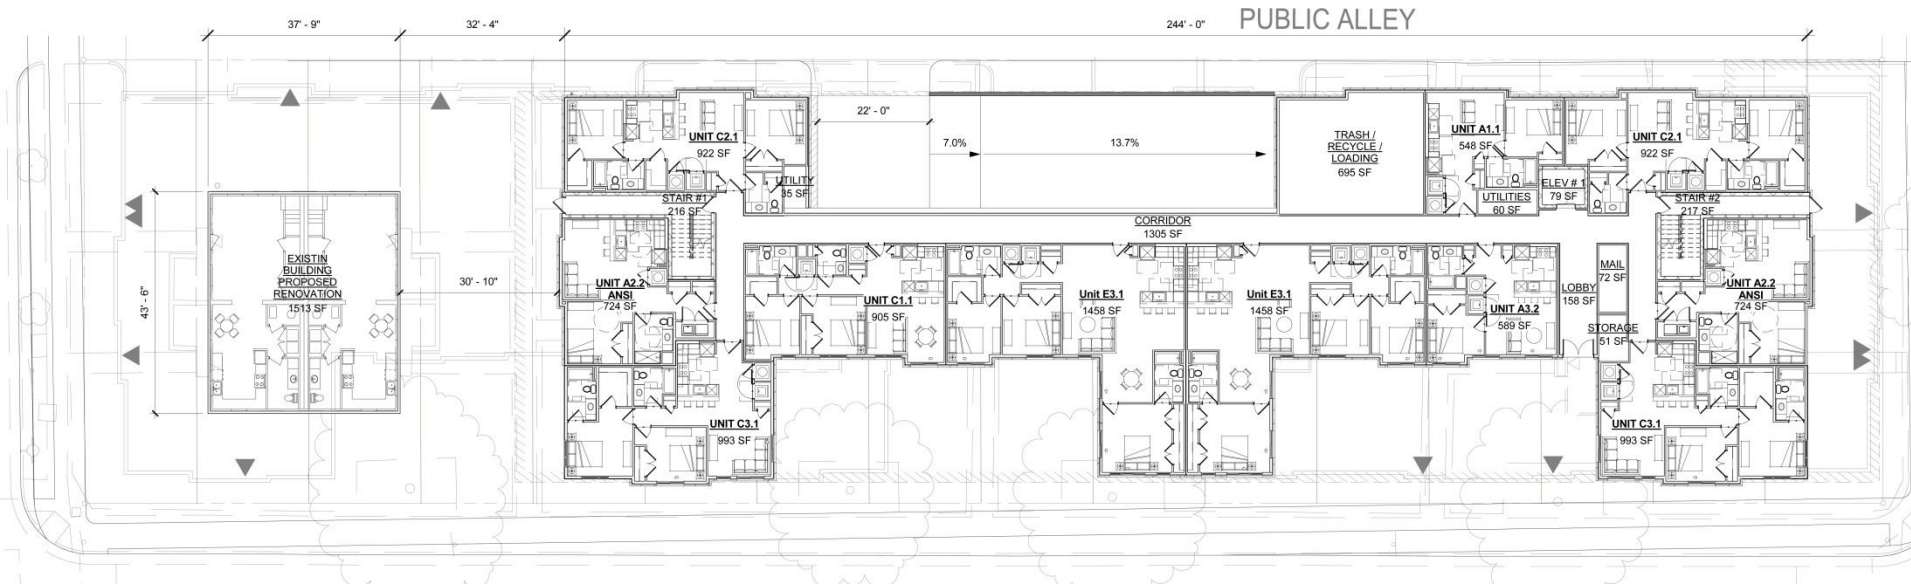 PUBLIC ALLEY
37' - 9"
32' - 4"
244' - 0"
22' - 0"
7.0%
13.7%
UNIT C2.1
922 SF
UTILITY
35 SF
TRASH /
RECYCLE /
LOADING
695 SF
UNIT A1.1
548 SF
UNIT C2.1
922 SF
ELEV # 1
79 SF
UTILITIES
60 SF
STAIR #1
216 SF
STAIR #2
217 SF
CORRIDOR
1305 SF
43' - 6"
EXISTIN
BUILDING
PROPOSED
RENOVATION
1513 SF
30' - 10"
UNIT A2.2
ANSI
724 SF
UNIT C1.1
905 SF
Unit E3.1
1458 SF
Unit E3.1
1458 SF
UNIT A3.2
589 SF
LOBBY
158 SF
MAIL
72 SF
STORAGE
51 SF
UNIT A2.2
ANSI
724 SF
UNIT C3.1
993 SF
UNIT C3.1
993 SF